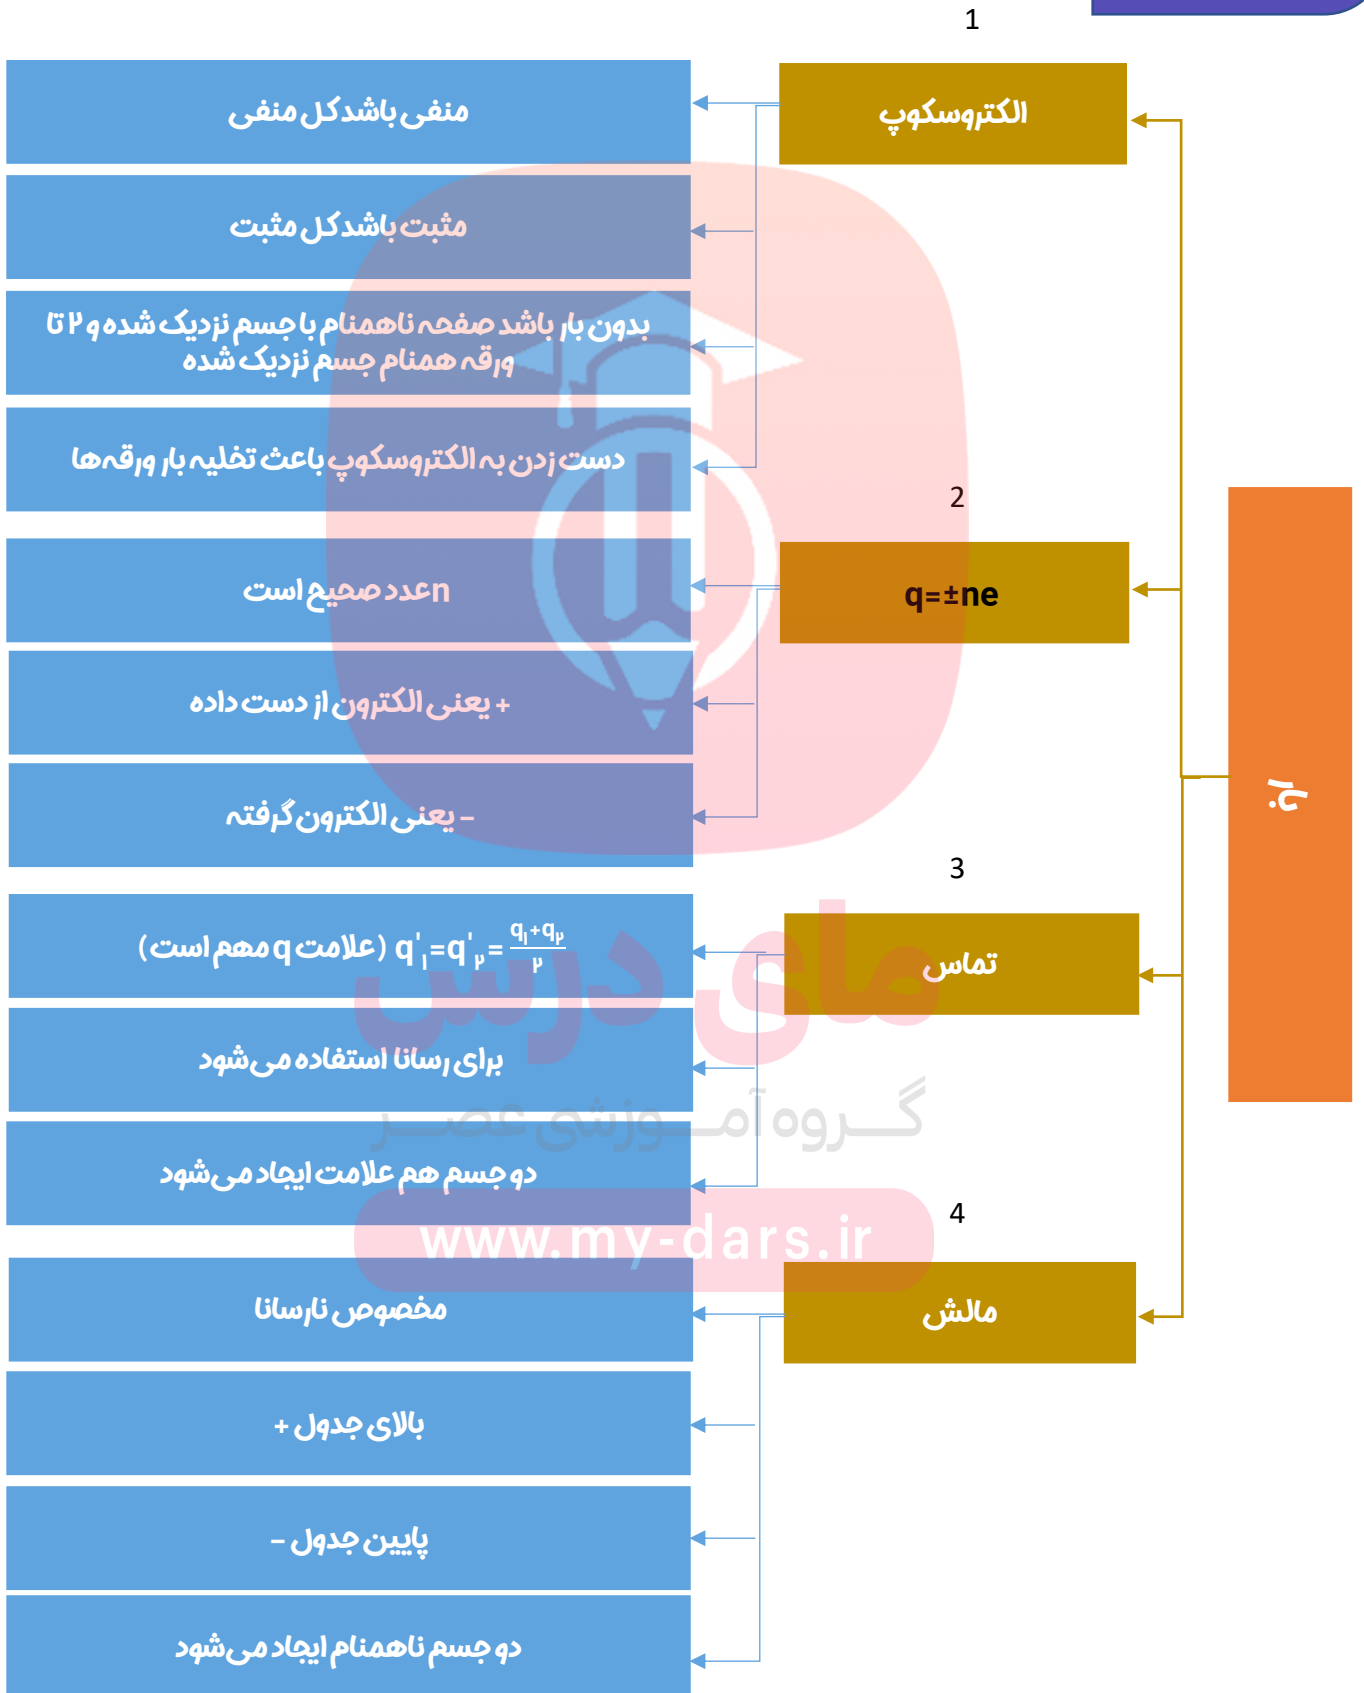 بار
1
الکتروسکوپ
منفی باشد کل منفی
مثبت باشد کل مثبت
بدون بار باشد صفحه ناهمنام با جسم نزدیک شده و ۲ تا
ورقه همنام جسم نزدیک شده
دست زدن به الکتروسکوپ باعث تخلیه بار ورقه‌ها
2
q=±ne
n عدد صحیح است
+ یعنی الکترون از دست داده
- یعنی الکترون گرفته
3
تماس
q'₁=q'₂= (q₁+q₂)/۲ (علامت q مهم است)
برای رسانا استفاده می‌شود
دو جسم هم علامت ایجاد می‌شود
4
مالش
مخصوص نارسانا
بالای جدول +
پایین جدول -
دو جسم ناهمنام ایجاد می‌شود
مای درس
گروه آموزشی عصر
www.my-dars.ir